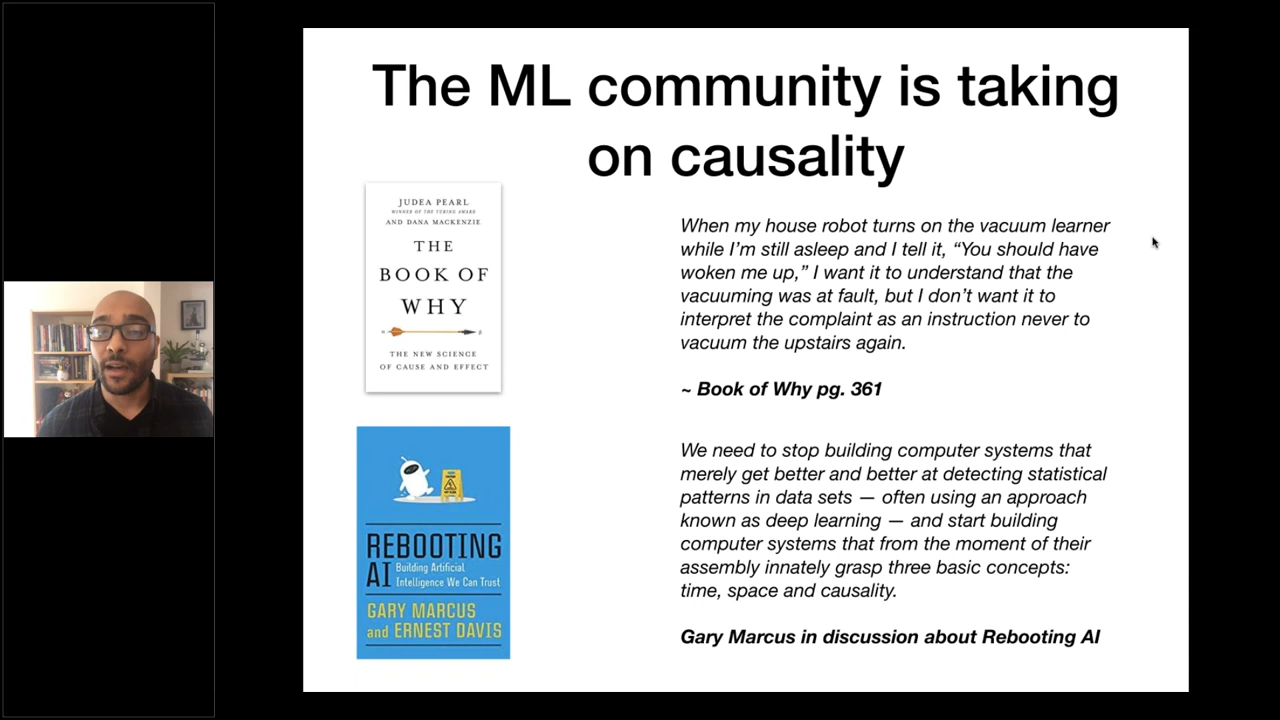 The ML community is taking
on causality
JUDEA PEARL
WINNER OF THE TURING AWARD
AND DANA MACKENZIE
THE
BOOK OF
WHY
THE NEW SCIENCE
OF CAUSE AND EFFECT
When my house robot turns on the vacuum learner
while I'm still asleep and I tell it, “You should have
woken me up,” I want it to understand that the
vacuuming was at fault, but I don’t want it to
interpret the complaint as an instruction never to
vacuum the upstairs again.
~ Book of Why pg. 361
REBOOTING
AI Building Artificial
Intelligence We Can Trust
GARY MARCUS
and ERNEST DAVIS
We need to stop building computer systems that
merely get better and better at detecting statistical
patterns in data sets — often using an approach
known as deep learning — and start building
computer systems that from the moment of their
assembly innately grasp three basic concepts:
time, space and causality.
Gary Marcus in discussion about Rebooting AI